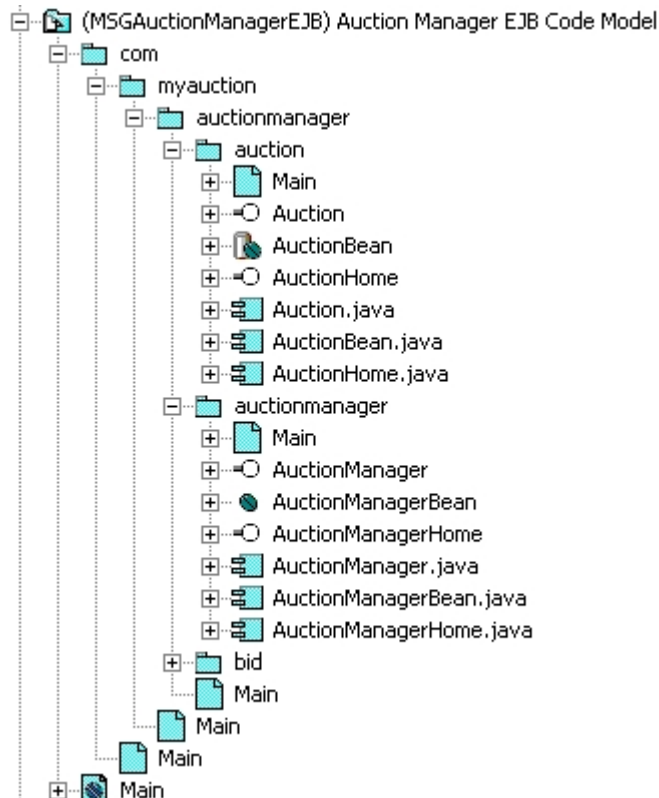 (MSGAuctionManagerEJB) Auction Manager EJB Code Model
com
myauction
auctionmanager
auction
Main
Auction
AuctionBean
AuctionHome
Auction.java
AuctionBean.java
AuctionHome.java
auctionmanager
Main
AuctionManager
AuctionManagerBean
AuctionManagerHome
AuctionManager.java
AuctionManagerBean.java
AuctionManagerHome.java
bid
Main
Main
Main
Main